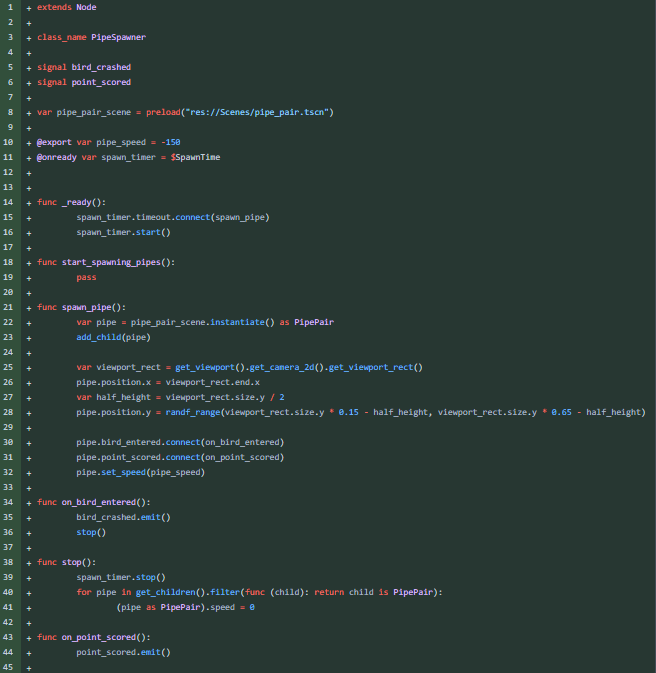 1 + extends Node
2 +
3 + class_name PipeSpawner
4 +
5 + signal bird_crashed
6 + signal point_scored
7 +
8 + var pipe_pair_scene = preload("res://Scenes/pipe_pair.tscn")
9 +
10 + @export var pipe_speed = -150
11 + @onready var spawn_timer = $SpawnTime
12 +
13 +
14 + func _ready():
15 + spawn_timer.timeout.connect(spawn_pipe)
16 + spawn_timer.start()
17 +
18 + func start_spawning_pipes():
19 + pass
20 +
21 + func spawn_pipe():
22 + var pipe = pipe_pair_scene.instantiate() as PipePair
23 + add_child(pipe)
24 +
25 + var viewport_rect = get_viewport().get_camera_2d().get_viewport_rect()
26 + pipe.position.x = viewport_rect.end.x
27 + var half_height = viewport_rect.size.y / 2
28 + pipe.position.y = randf_range(viewport_rect.size.y * 0.15 - half_height, viewport_rect.size.y * 0.65 - half_height)
29 +
30 + pipe.bird_entered.connect(on_bird_entered)
31 + pipe.point_scored.connect(on_point_scored)
32 + pipe.set_speed(pipe_speed)
33 +
34 + func on_bird_entered():
35 + bird_crashed.emit()
36 + stop()
37 +
38 + func stop():
39 + spawn_timer.stop()
40 + for pipe in get_children().filter(func (child): return child is PipePair):
41 + (pipe as PipePair).speed = 0
42 +
43 + func on_point_scored():
44 + point_scored.emit()
45 +